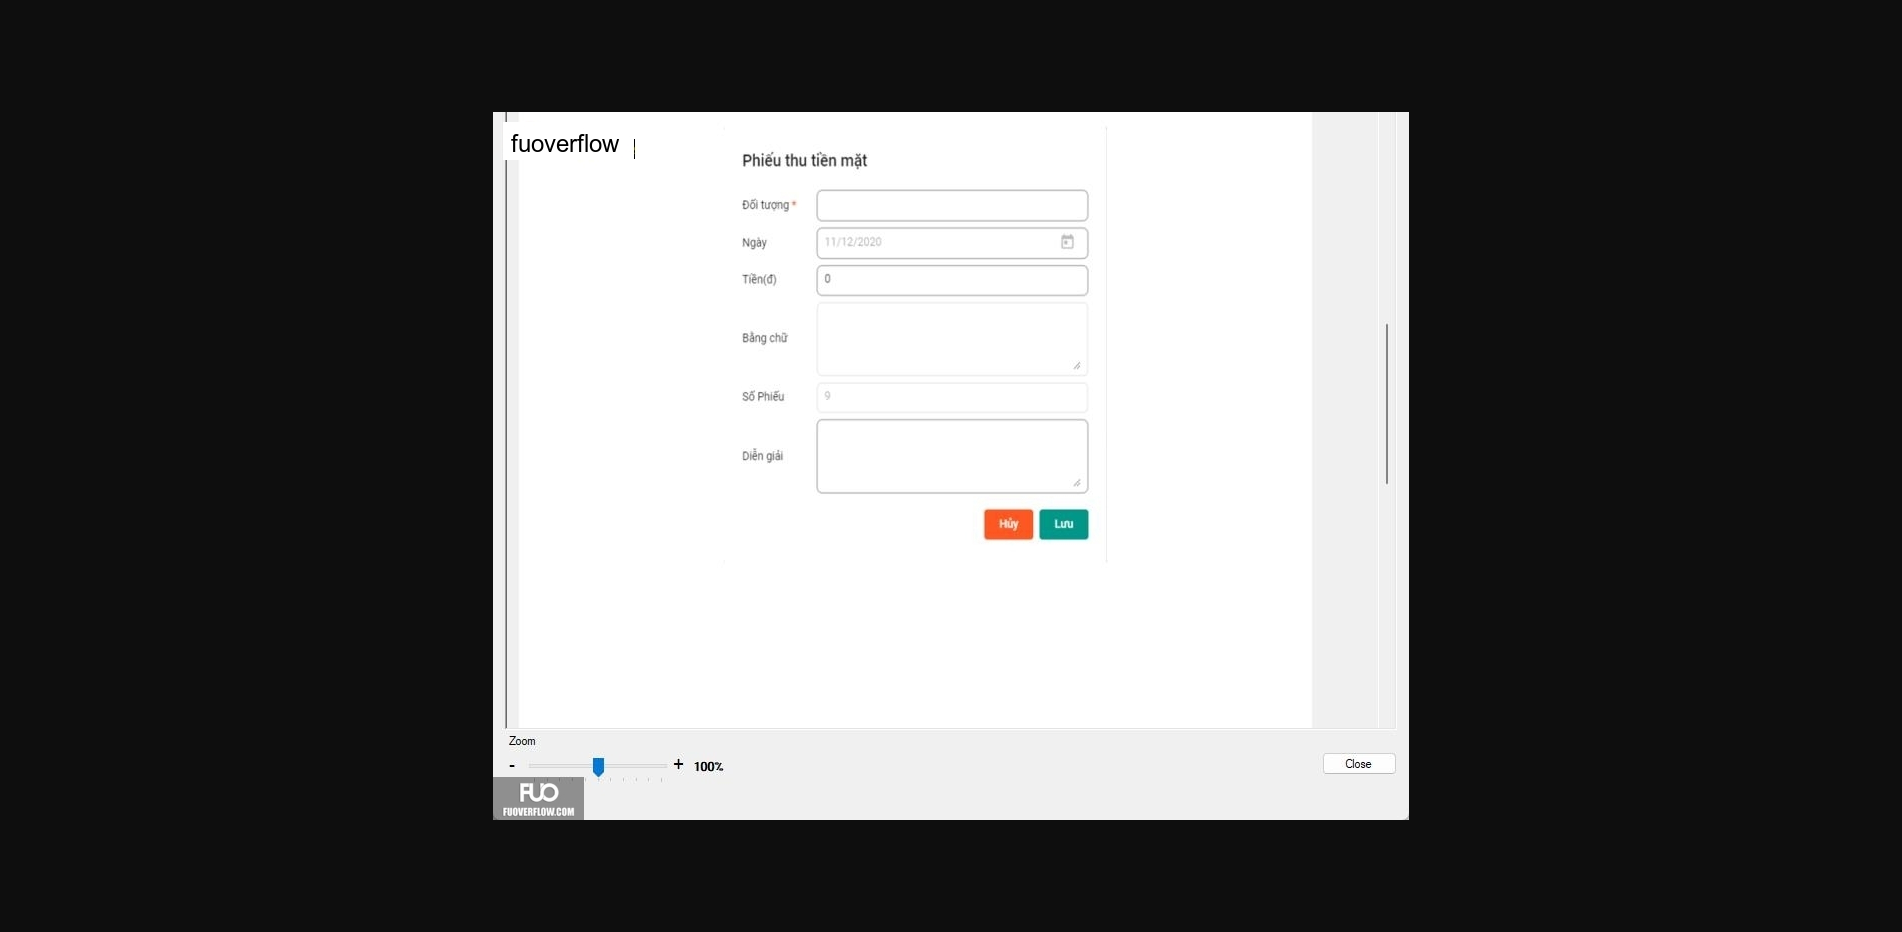 fuoverflow
Phiếu thu tiền mặt
Đối tượng *
Ngày 11/12/2020
Tiền(đ) 0
Bằng chữ
Số Phiếu 9
Diễn giải
Hủy Lưu
Zoom
- + 100%
Close
FUO
FUOVERFLOW.COM